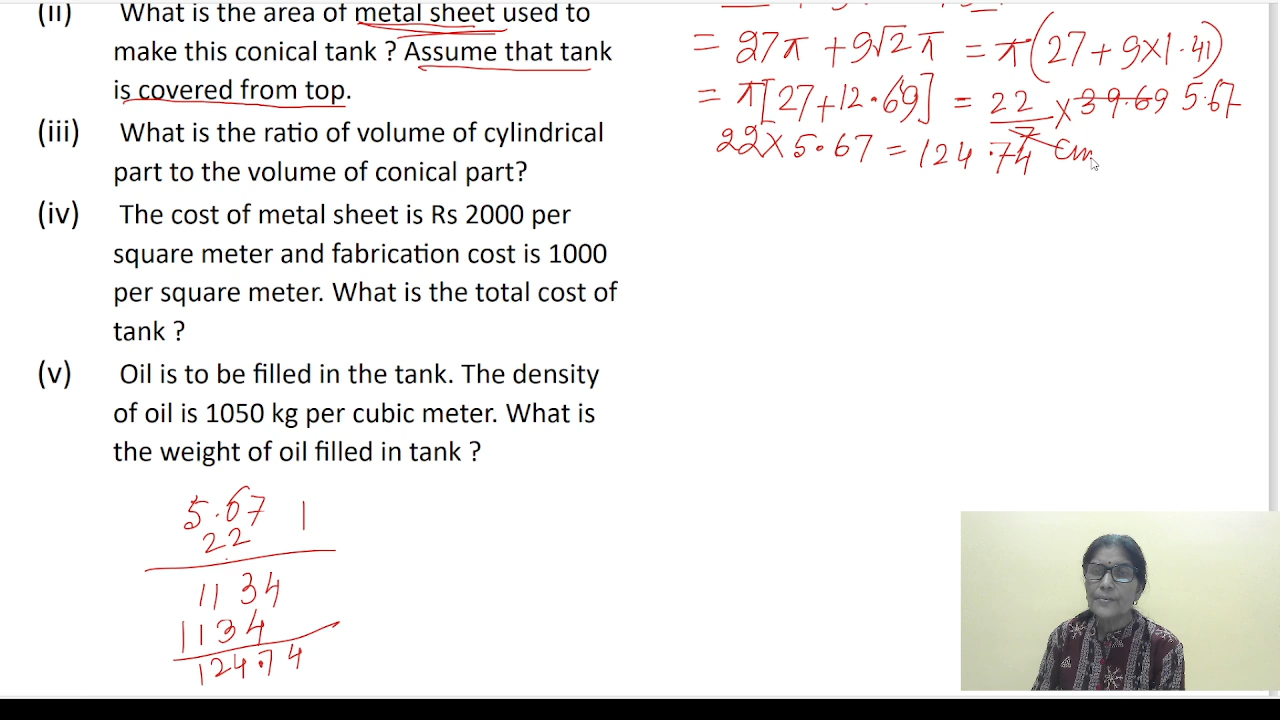 (ii) What is the area of metal sheet used to
make this conical tank ? Assume that tank
is covered from top.
(iii) What is the ratio of volume of cylindrical
part to the volume of conical part?
(iv) The cost of metal sheet is Rs 2000 per
square meter and fabrication cost is 1000
per square meter. What is the total cost of
tank ?
(v) Oil is to be filled in the tank. The density
of oil is 1050 kg per cubic meter. What is
the weight of oil filled in tank ?
5.67 1
22
1134
1134
124.74
= 27π + 9√2 π = π(27 + 9×1.41)
= π[27+12.69] = 22/7 × 39.69 5.67
22× 5.67 = 124.74 cm